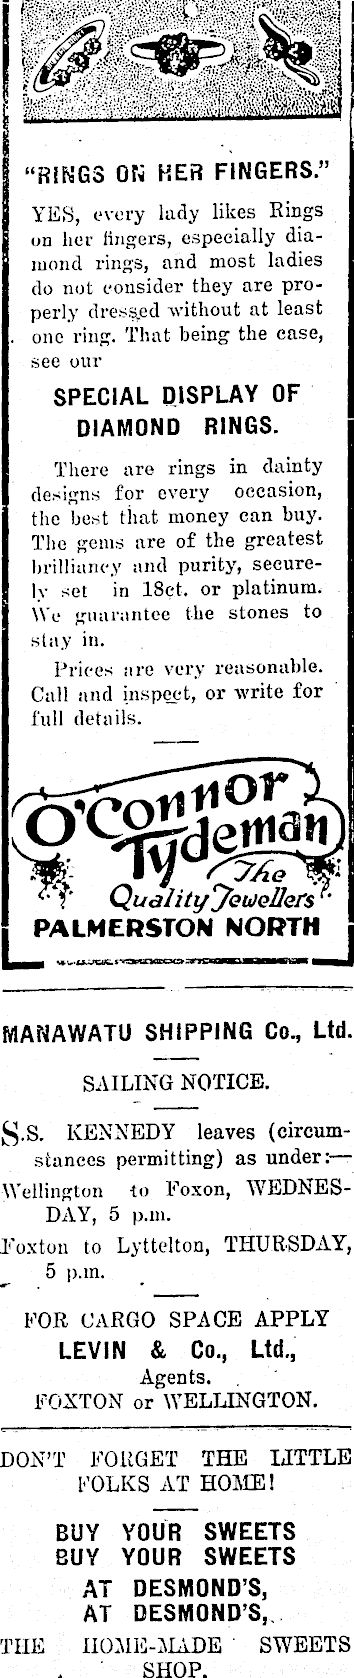 "RINGS ON HER FINGERS."
YES, every lady likes Rings
on her fingers, especially dia-
mond rings, and most ladies
do not consider they are pro-
perly dressed without at least
one ring. That being the case,
see our
SPECIAL DISPLAY OF
DIAMOND RINGS.
There are rings in dainty
designs for every occasion,
the best that money can buy.
The gems are of the greatest
brilliancy and purity, secure-
ly set in 18ct. or platinum.
We guarantee the stones to
stay in.
Prices are very reasonable.
Call and inspect, or write for
full details.
O'Connor
Tydeman
The
Quality Jewellers
PALMERSTON NORTH
MANAWATU SHIPPING Co., Ltd.
SAILING NOTICE.
S.S. KENNEDY leaves (circum-
stances permitting) as under:—
Wellington to Foxon, WEDNES-
DAY, 5 p.m.
Foxton to Lyttelton, THURSDAY,
5 p.m.
FOR CARGO SPACE APPLY
LEVIN & Co., Ltd.,
Agents.
FOXTON or WELLINGTON.
DON'T FORGET THE LITTLE
FOLKS AT HOME!
BUY YOUR SWEETS
BUY YOUR SWEETS
AT DESMOND'S,
AT DESMOND'S,
THE HOME-MADE SWEETS
SHOP.